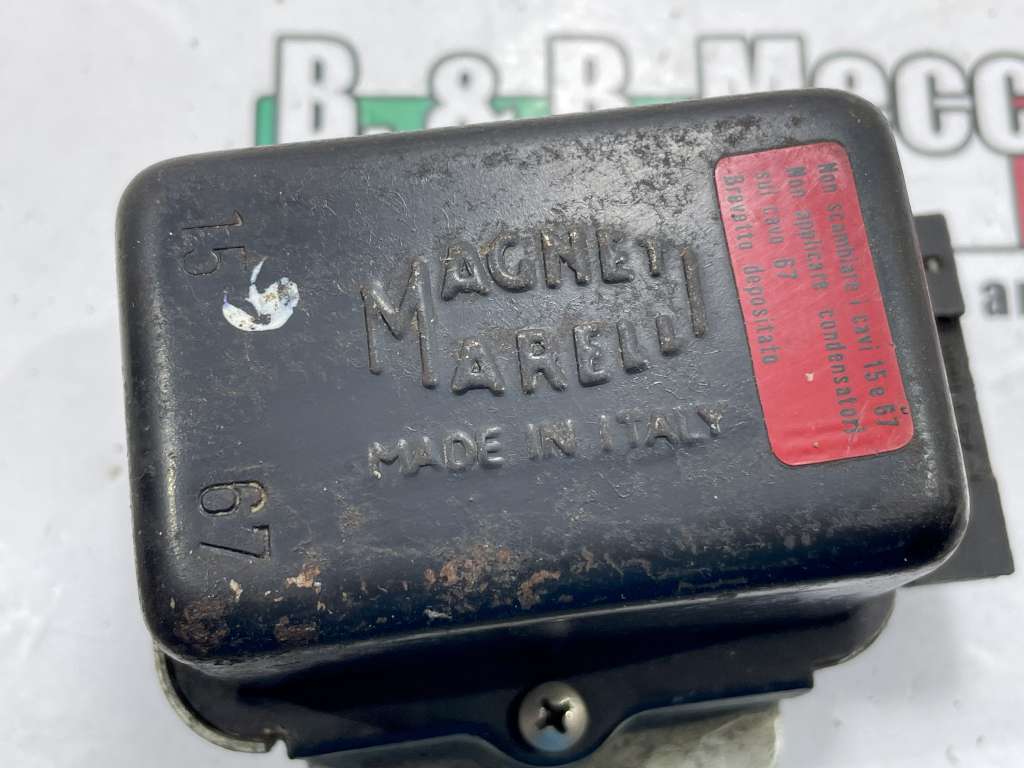 B. & B. Mecc
15
67
MAGNETI
MARELLI
MADE IN ITALY
Non scambiare i cavi 15 e 67
Non applicare condensatori
sul cavo 67
Brevetto depositato